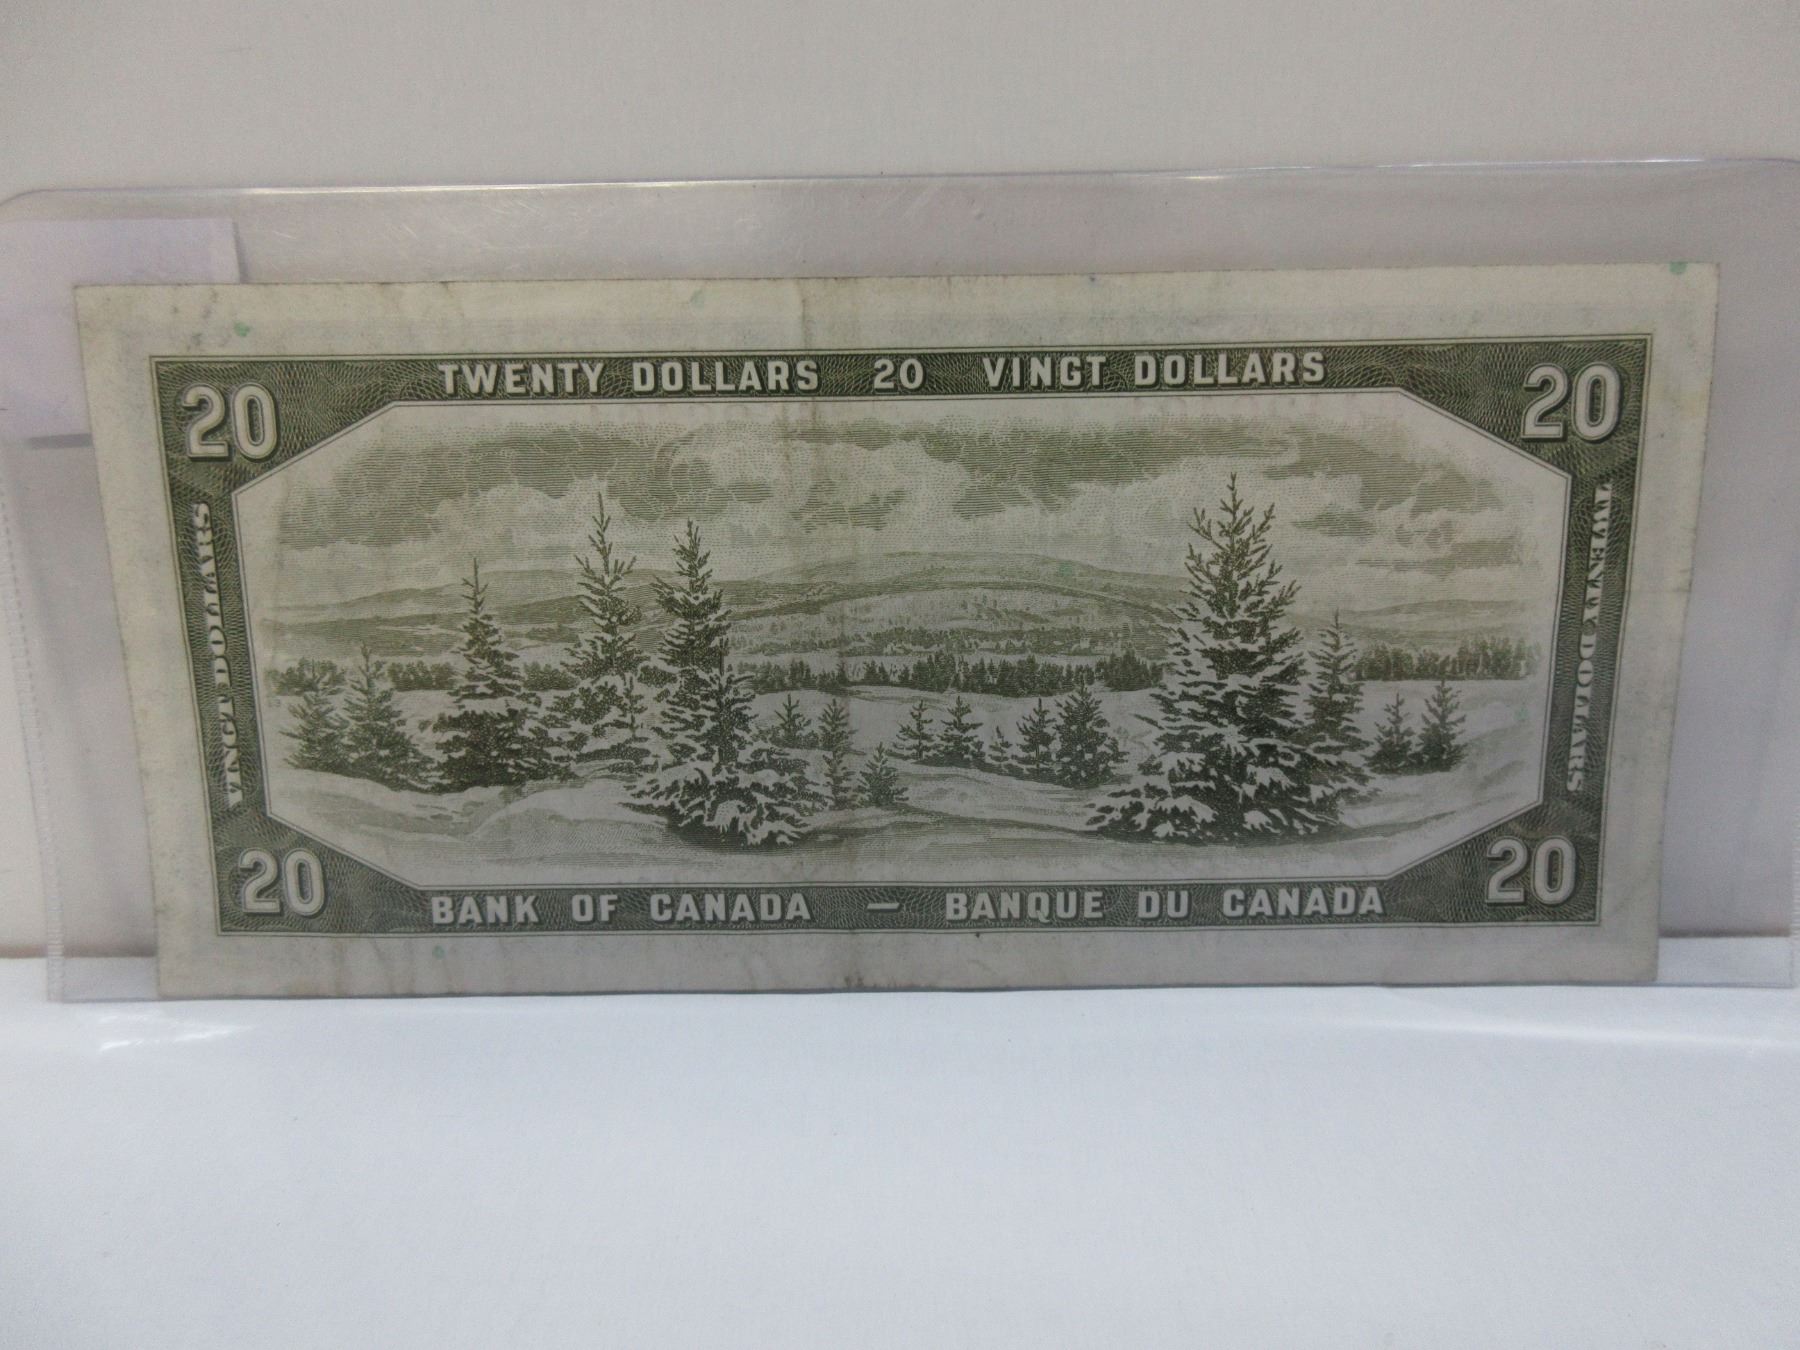 TWENTY DOLLARS 20 VINGT DOLLARS
20
20
VINGT DOLLARS
TWENTY DOLLARS
20
20
BANK OF CANADA — BANQUE DU CANADA